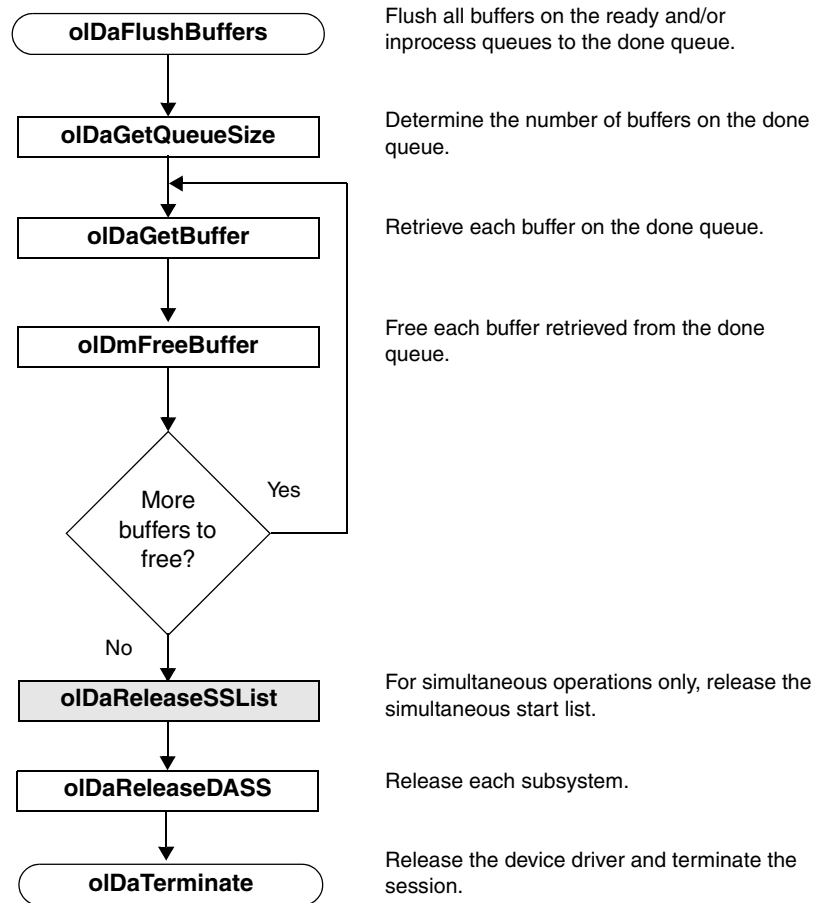 olDaFlushBuffers
Flush all buffers on the ready and/or
inprocess queues to the done queue.
olDaGetQueueSize
Determine the number of buffers on the done
queue.
olDaGetBuffer
Retrieve each buffer on the done queue.
olDmFreeBuffer
Free each buffer retrieved from the done
queue.
More
buffers to
free?
Yes
No
olDaReleaseSSList
For simultaneous operations only, release the
simultaneous start list.
olDaReleaseDASS
Release each subsystem.
olDaTerminate
Release the device driver and terminate the
session.